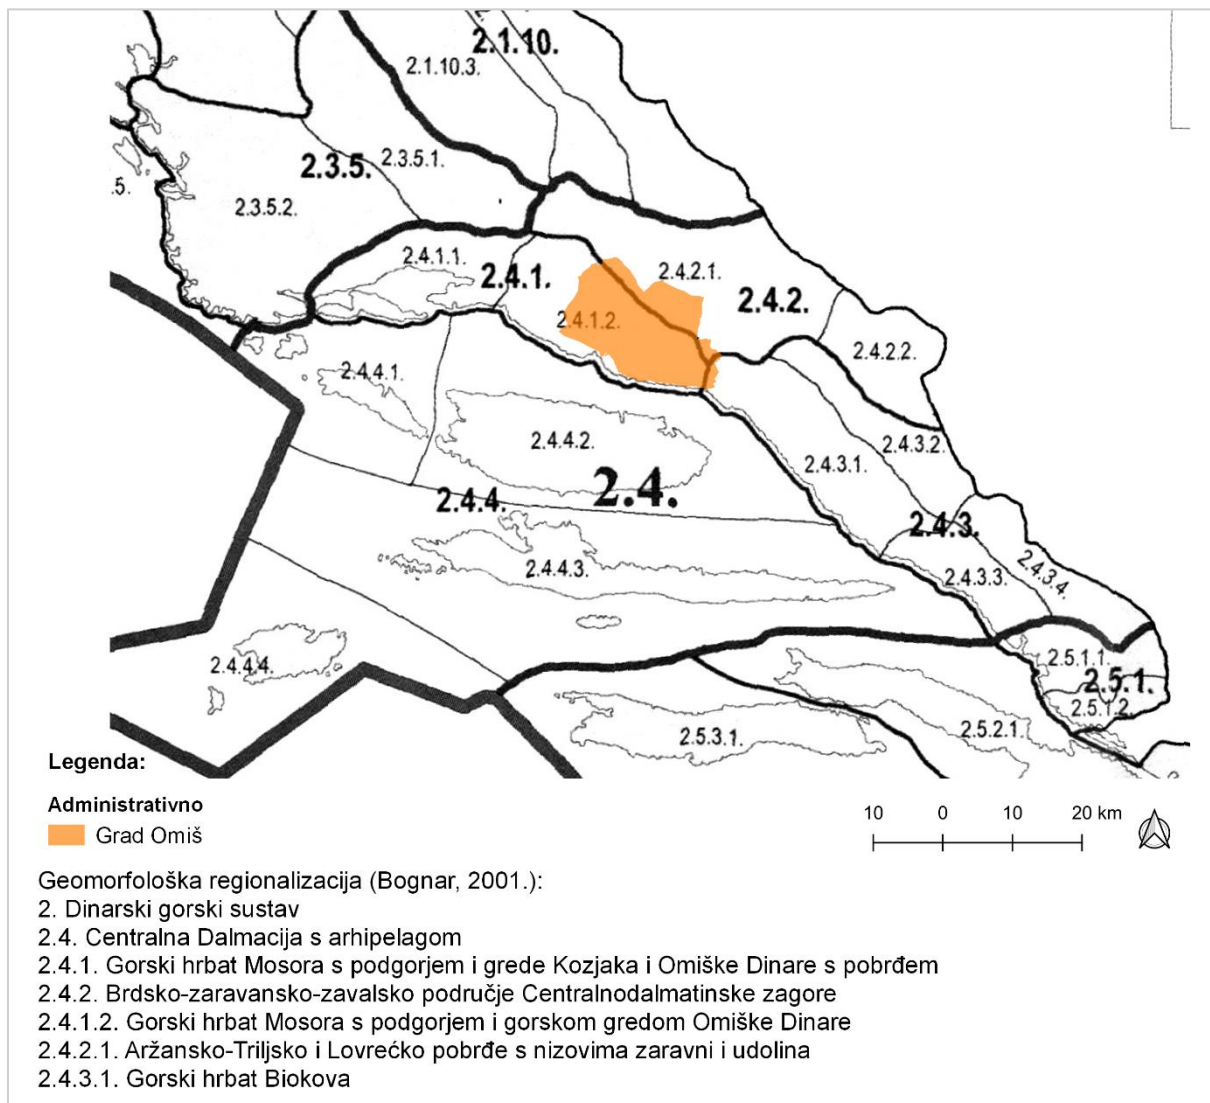 2.1.10.
2.1.10.3.
2.3.5.
2.3.5.1.
.5.
2.3.5.2.
2.4.1.1.
2.4.1.
2.4.2.1.
2.4.2.
2.4.1.2.
2.4.2.2.
2.4.4.1.
2.4.4.2.
2.4.3.2.
2.4.3.1.
2.4.
2.4.4.
2.4.3.
2.4.4.3.
2.4.3.3.
2.4.3.4.
2.4.4.4.
2.5.1.1.
2.5.1.
2.5.1.2.
2.5.3.1.
2.5.2.1.
Legenda:
Administrativno
Grad Omiš
10 0 10 20 km
Geomorfološka regionalizacija (Bognar, 2001.):
2. Dinarski gorski sustav
2.4. Centralna Dalmacija s arhipelagom
2.4.1. Gorski hrbat Mosora s podgorjem i grede Kozjaka i Omiške Dinare s pobrđem
2.4.2. Brdsko-zaravansko-zavalsko područje Centralnodalmatinske zagore
2.4.1.2. Gorski hrbat Mosora s podgorjem i gorskom gredom Omiške Dinare
2.4.2.1. Aržansko-Triljsko i Lovrećko pobrđe s nizovima zaravni i udolina
2.4.3.1. Gorski hrbat Biokova